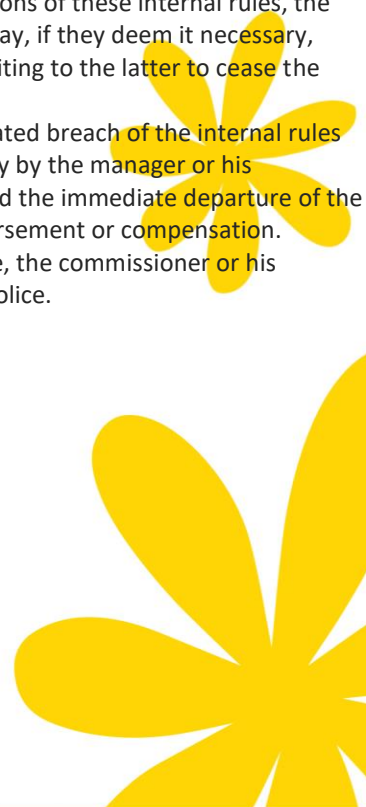 ons of these internal rules, the
ay, if they deem it necessary,
iting to the latter to cease the
ated breach of the internal rules
y by the manager or his
d the immediate departure of the
rsement or compensation.
e, the commissioner or his
olice.